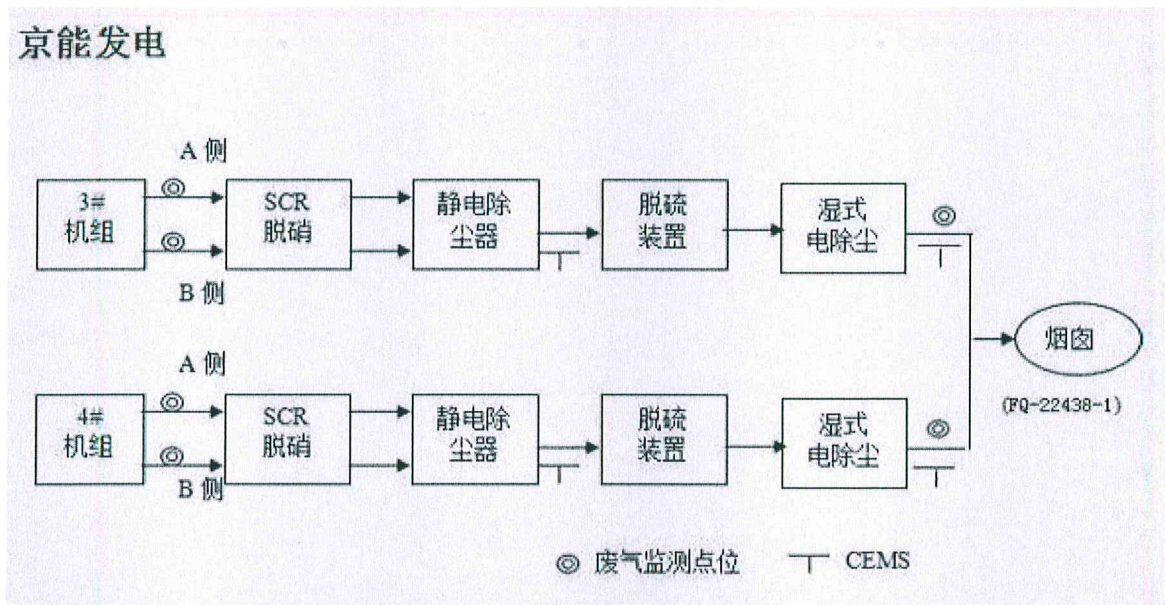 京能发电
A 侧
3#
机组
SCR
脱硝
静电除
尘器
脱硫
装置
湿式
电除尘
B 侧
烟囱
(FQ-22438-1)
A 侧
4#
机组
SCR
脱硝
静电除
尘器
脱硫
装置
湿式
电除尘
B 侧
废气监测点位
CEMS